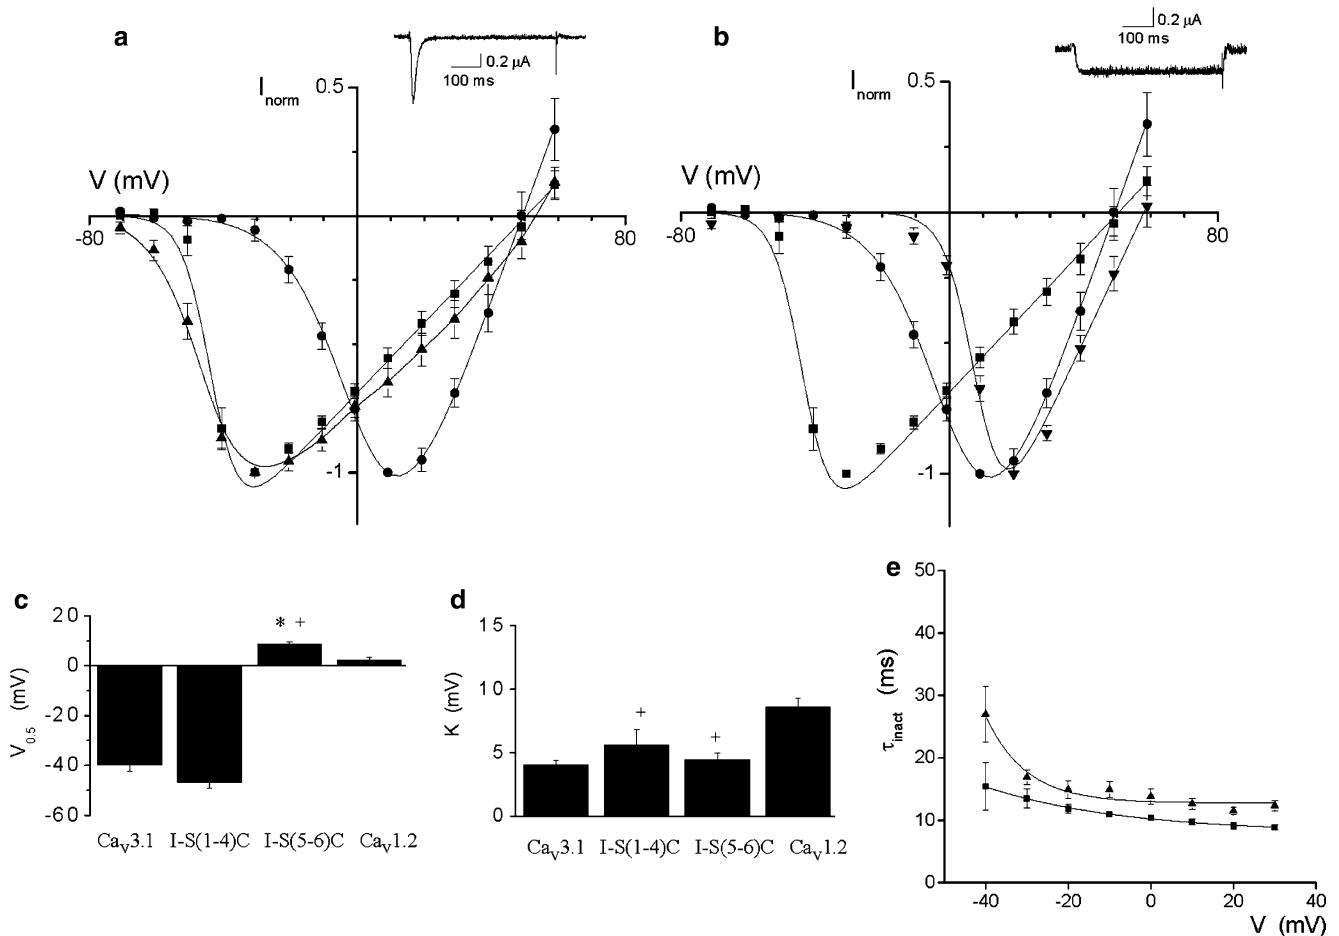 a
0.2 µA
100 ms
0.5
I norm
V (mV)
-80
80
-1
b
0.2 µA
100 ms
0.5
I norm
V (mV)
-80
80
-1
c
20
0
-20
-40
-60
V0.5 (mV)
* +
Cav3.1 I-S(1-4)C I-S(5-6)C Cav1.2
d
15
10
5
0
K (mV)
+
+
Cav3.1 I-S(1-4)C I-S(5-6)C Cav1.2
e
50
40
30
20
10
0
τinact (ms)
-40 -20 0 20 40
V (mV)